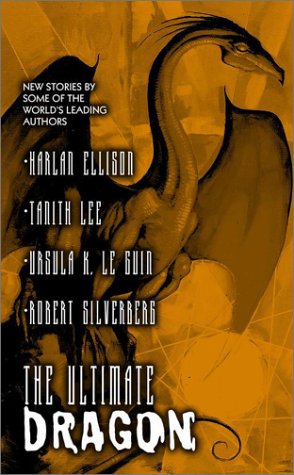 NEW STORIES BY
SOME OF THE
WORLD'S LEADING
AUTHORS
•HARLAN ELLISON
•TANITH LEE
•URSULA K. LE GUIN
•ROBERT SILVERBERG
THE ULTIMATE
DRAGON